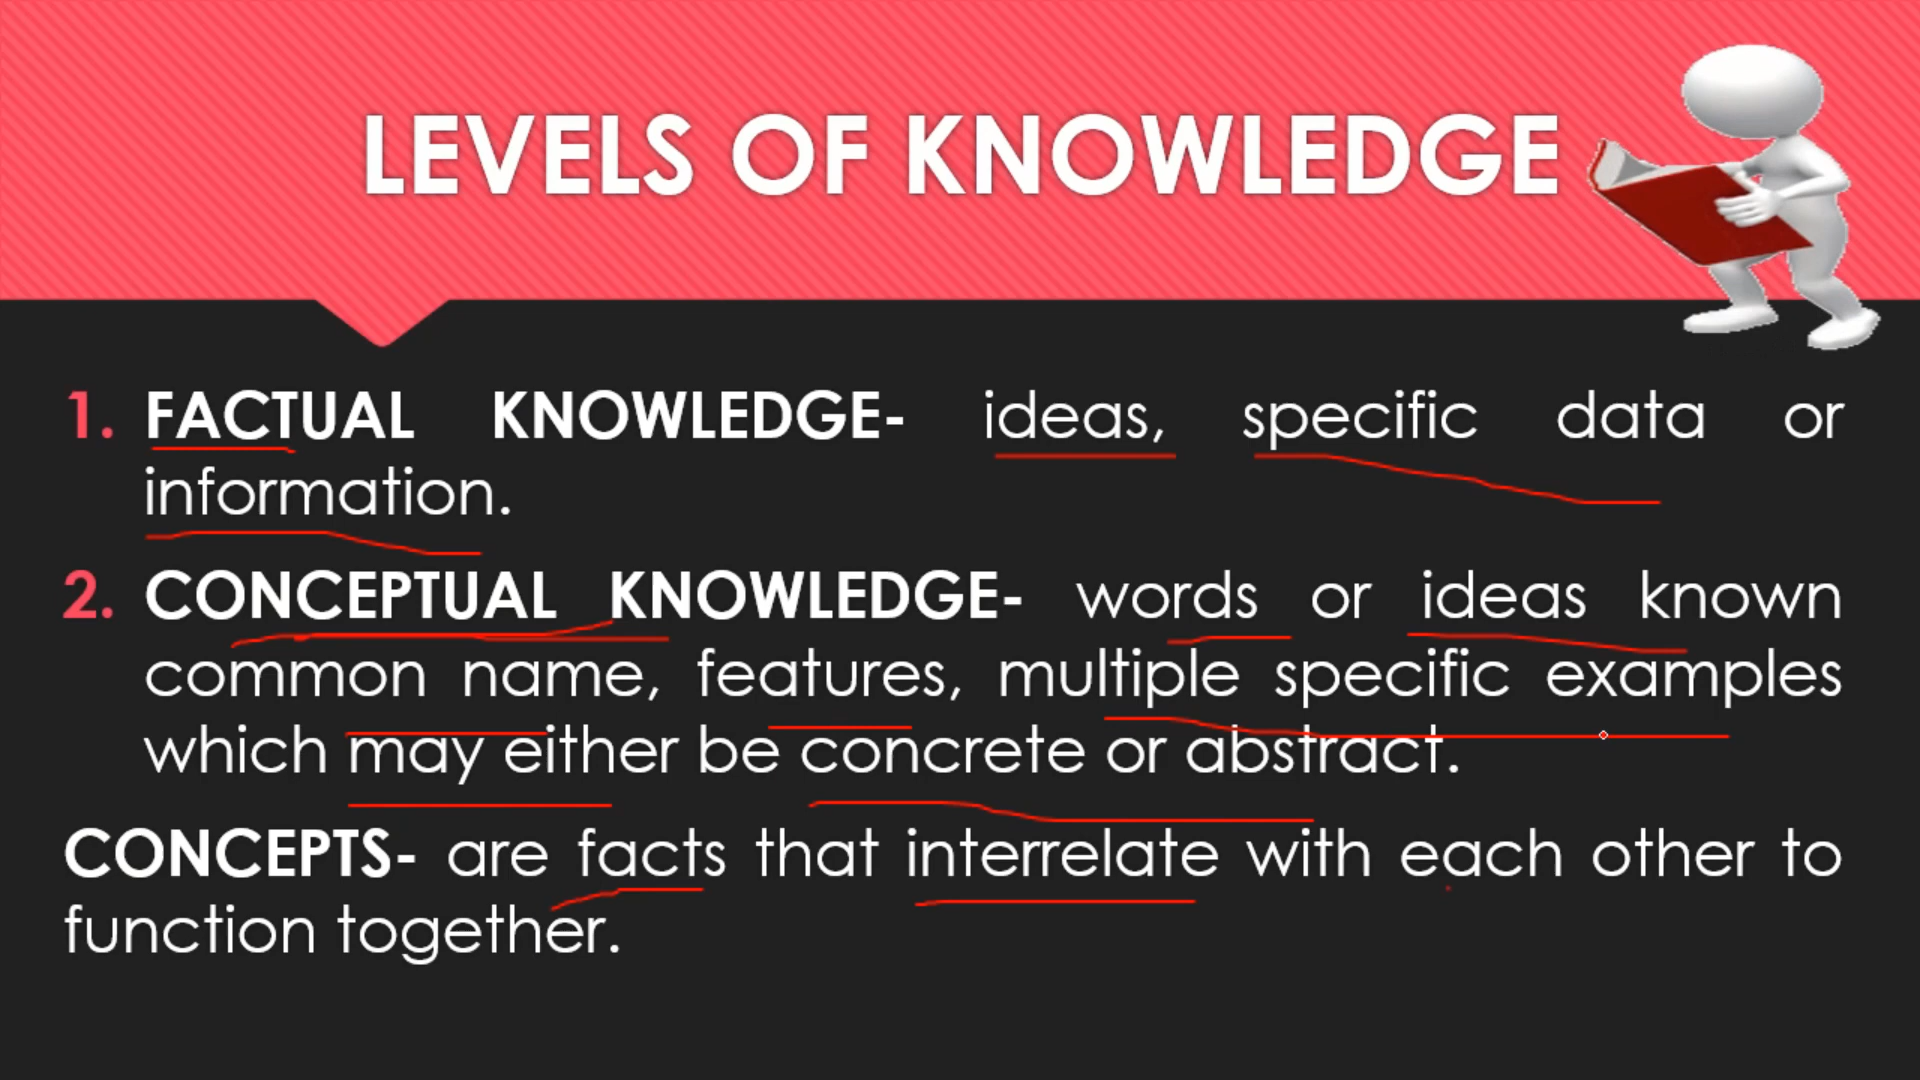 LEVELS OF KNOWLEDGE
1. FACTUAL KNOWLEDGE- ideas, specific data or
information.
2. CONCEPTUAL KNOWLEDGE- words or ideas known
common name, features, multiple specific examples
which may either be concrete or abstract.
CONCEPTS- are facts that interrelate with each other to
function together.